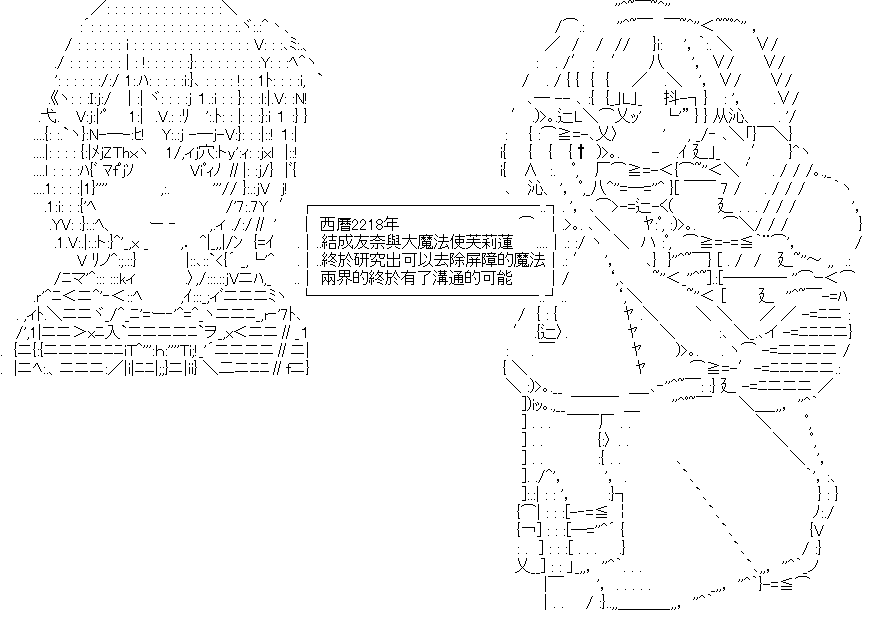 西曆2218年
結成友奈與大魔法使芙莉蓮
終於研究出可以去除屏障的魔法
兩界的終於有了溝通的可能